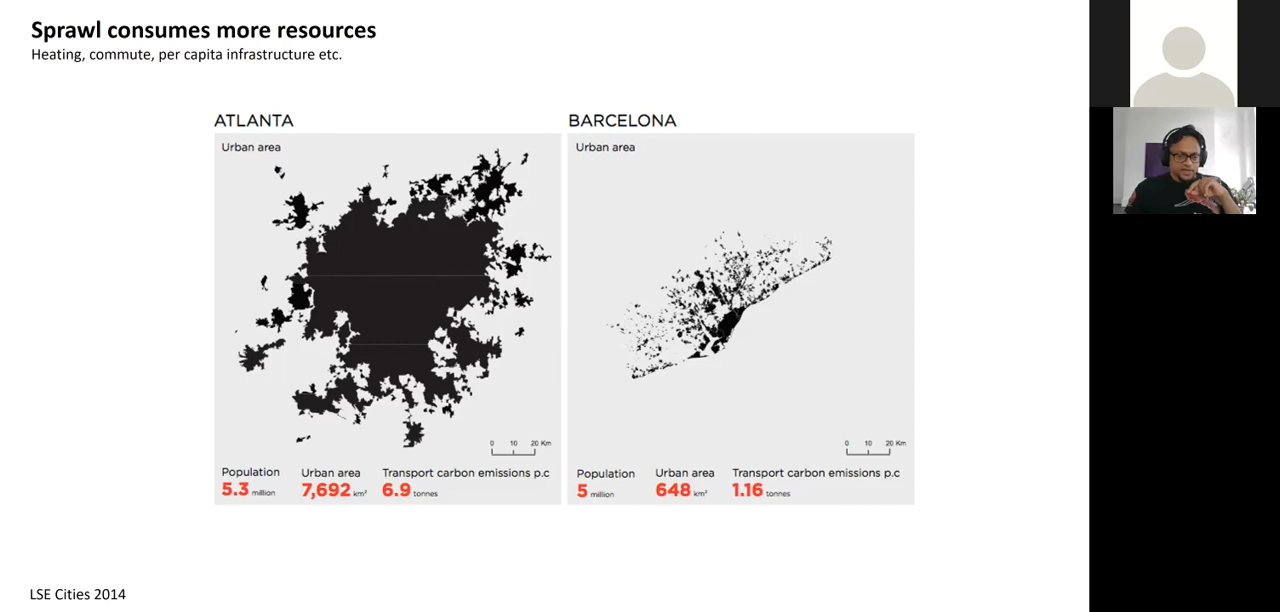 Sprawl consumes more resources
Heating, commute, per capita infrastructure etc.
ATLANTA
Urban area
0 10 20 Km
Population
5.3 million
Urban area
7,692 km²
Transport carbon emissions p.c
6.9 tonnes
BARCELONA
Urban area
0 10 20 Km
Population
5 million
Urban area
648 km²
Transport carbon emissions p.c
1.16 tonnes
LSE Cities 2014